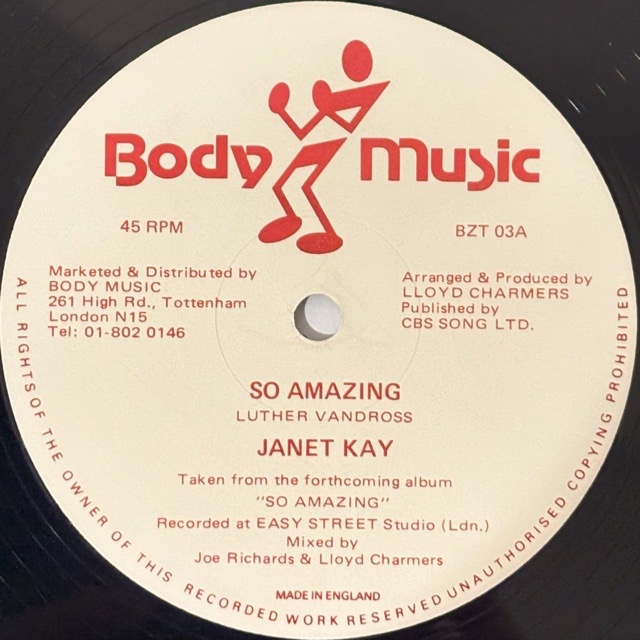 Body Music
45 RPM
BZT 03A
Marketed & Distributed by
BODY MUSIC
261 High Rd., Tottenham
London N15
Tel: 01-802 0146
Arranged & Produced by
LLOYD CHARMERS
Published by
CBS SONG LTD.
SO AMAZING
LUTHER VANDROSS
JANET KAY
Taken from the forthcoming album
"SO AMAZING"
Recorded at EASY STREET Studio (Ldn.)
Mixed by
Joe Richards & Lloyd Charmers
MADE IN ENGLAND
ALL RIGHTS OF THE OWNER OF THIS RECORDED WORK RESERVED UNAUTHORISED COPYING PROHIBITED